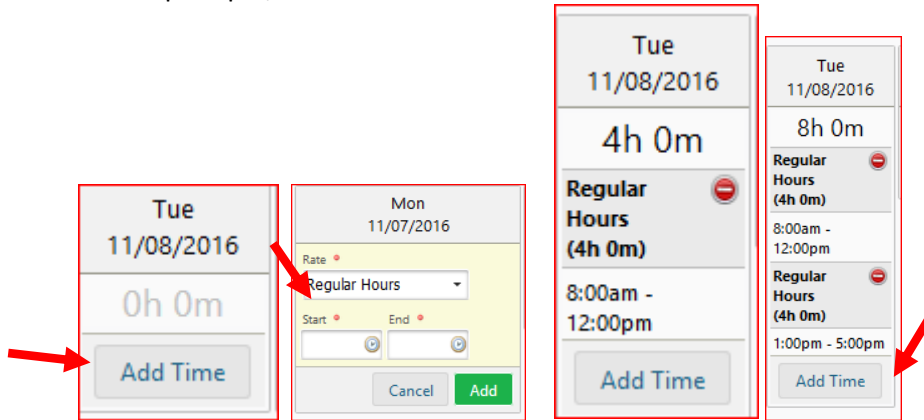 Tue
11/08/2016
0h 0m
Add Time
Mon
11/07/2016
Rate
Regular Hours
Start End
Cancel Add
Tue
11/08/2016
4h 0m
Regular
Hours
(4h 0m)
8:00am -
12:00pm
Add Time
Tue
11/08/2016
8h 0m
Regular
Hours
(4h 0m)
8:00am -
12:00pm
Regular
Hours
(4h 0m)
1:00pm - 5:00pm
Add Time